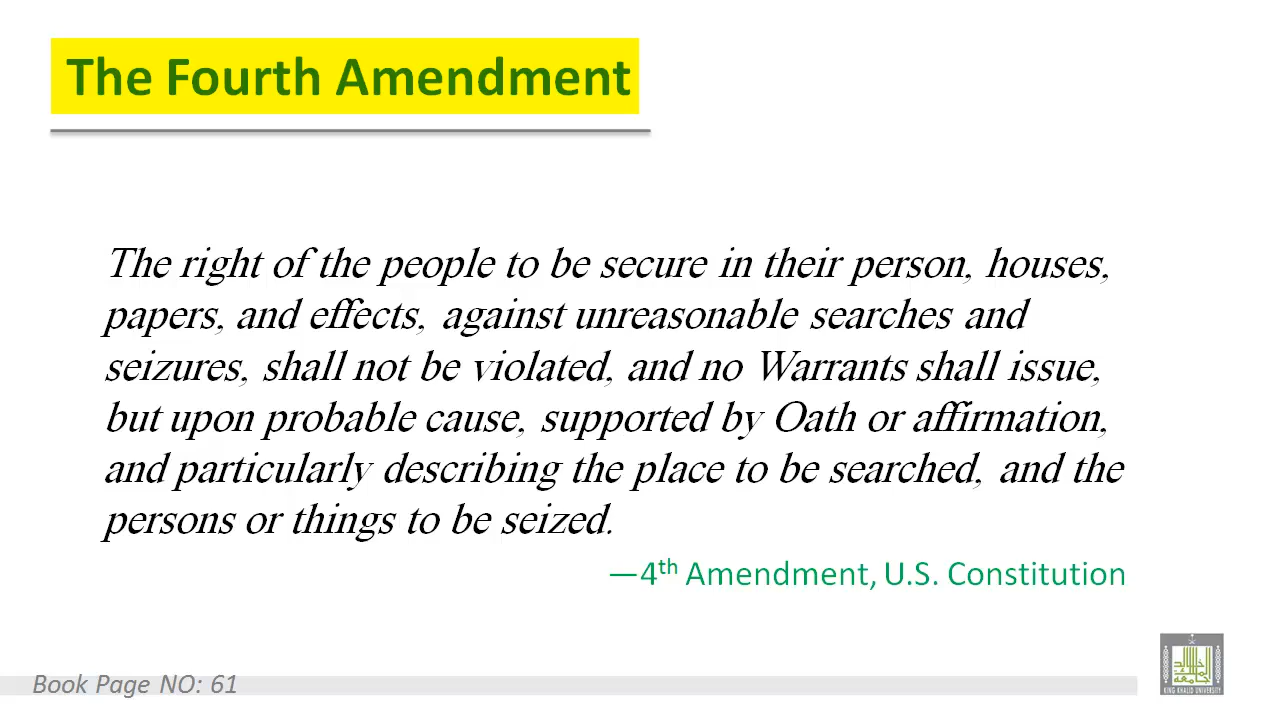 The Fourth Amendment
The right of the people to be secure in their person, houses,
papers, and effects, against unreasonable searches and
seizures, shall not be violated, and no Warrants shall issue,
but upon probable cause, supported by Oath or affirmation,
and particularly describing the place to be searched, and the
persons or things to be seized.
—4th Amendment, U.S. Constitution
Book Page NO: 61
KING KHALID UNIVERSITY